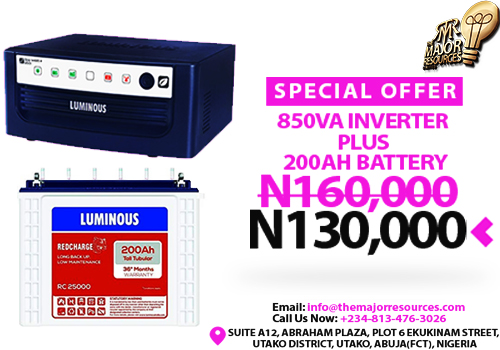 MR
MAJOR
RESOURCES
SPECIAL OFFER
850VA INVERTER
PLUS
200AH BATTERY
N160,000
N130,000
LUMINOUS
LUMINOUS
REDCHARGE
LONG BACK UP
LOW MAINTENANCE
RC 25000
200Ah
Tall Tubular
36* Months
WARRANTY
Email: info@themajorresources.com
Call Us Now: +234-813-476-3026
SUITE A12, ABRAHAM PLAZA, PLOT 6 EKUKINAM STREET,
UTAKO DISTRICT, UTAKO, ABUJA(FCT), NIGERIA